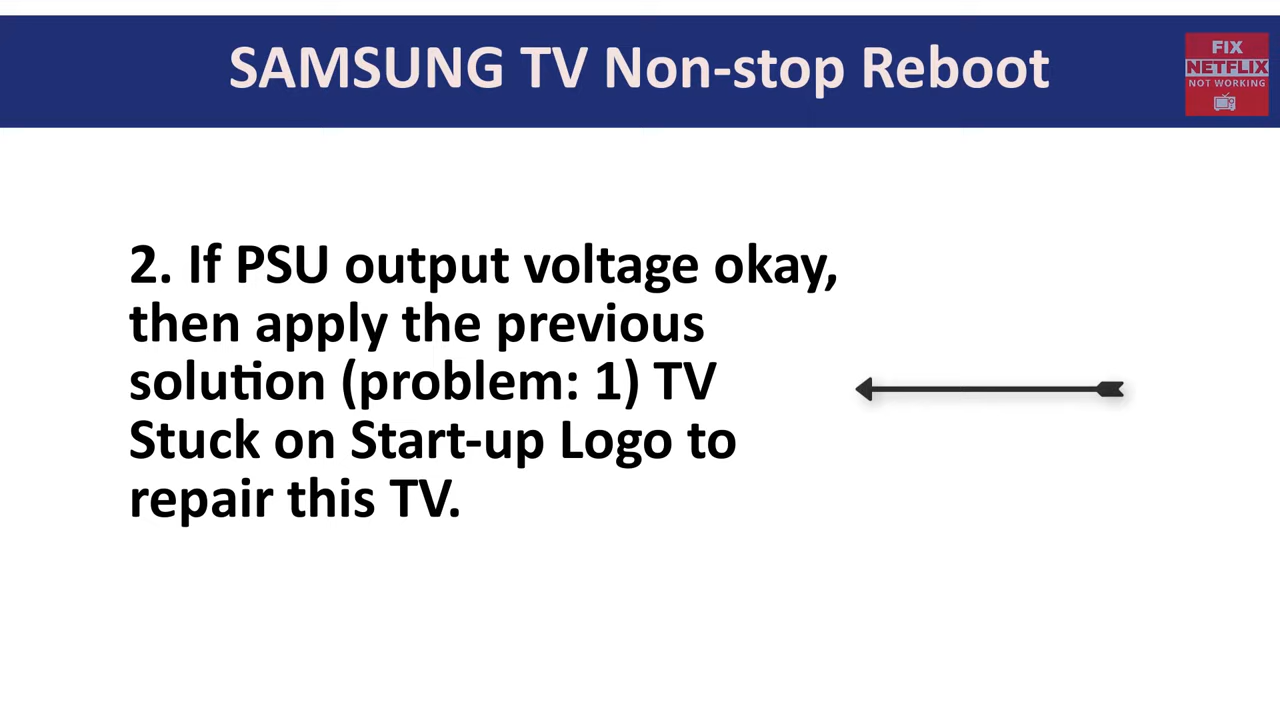 SAMSUNG TV Non-stop Reboot
FIX
NETFLIX
NOT WORKING
2. If PSU output voltage okay,
then apply the previous
solution (problem: 1) TV
Stuck on Start-up Logo to
repair this TV.